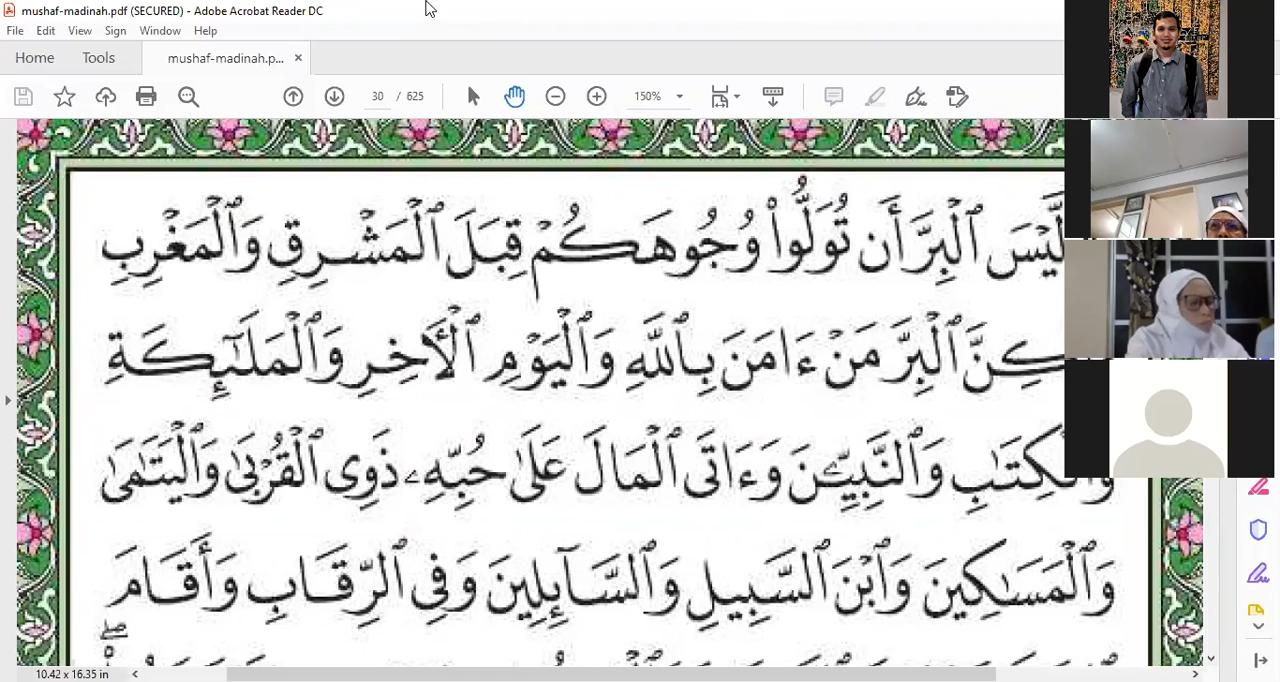 mushaf-madinah.pdf (SECURED) - Adobe Acrobat Reader DC
File Edit View Sign Window Help
Home Tools mushaf-madinah.p... ×
30 / 625 150%
لَّيْسَ ٱلْبِرَّ أَن تُوَلُّوا۟ وُجُوهَكُمْ قِبَلَ ٱلْمَشْرِقِ وَٱلْمَغْرِبِ
كِنَّ ٱلْبِرَّ مَنْ ءَامَنَ بِٱللَّهِ وَٱلْيَوْمِ ٱلْأَخِرِ وَٱلْمَلَٰٓئِكَةِ
وَٱلْكِتَٰبِ وَٱلنَّبِيِّۦنَ وَءَاتَى ٱلْمَالَ عَلَىٰ حُبِّهِۦ ذَوِى ٱلْقُرْبَىٰ وَٱلْيَتَٰمَىٰ
وَٱلْمَسَٰكِينَ وَٱبْنَ ٱلسَّبِيلِ وَٱلسَّآئِلِينَ وَفِى ٱلرِّقَابِ وَأَقَامَ
10.42 x 16.35 in